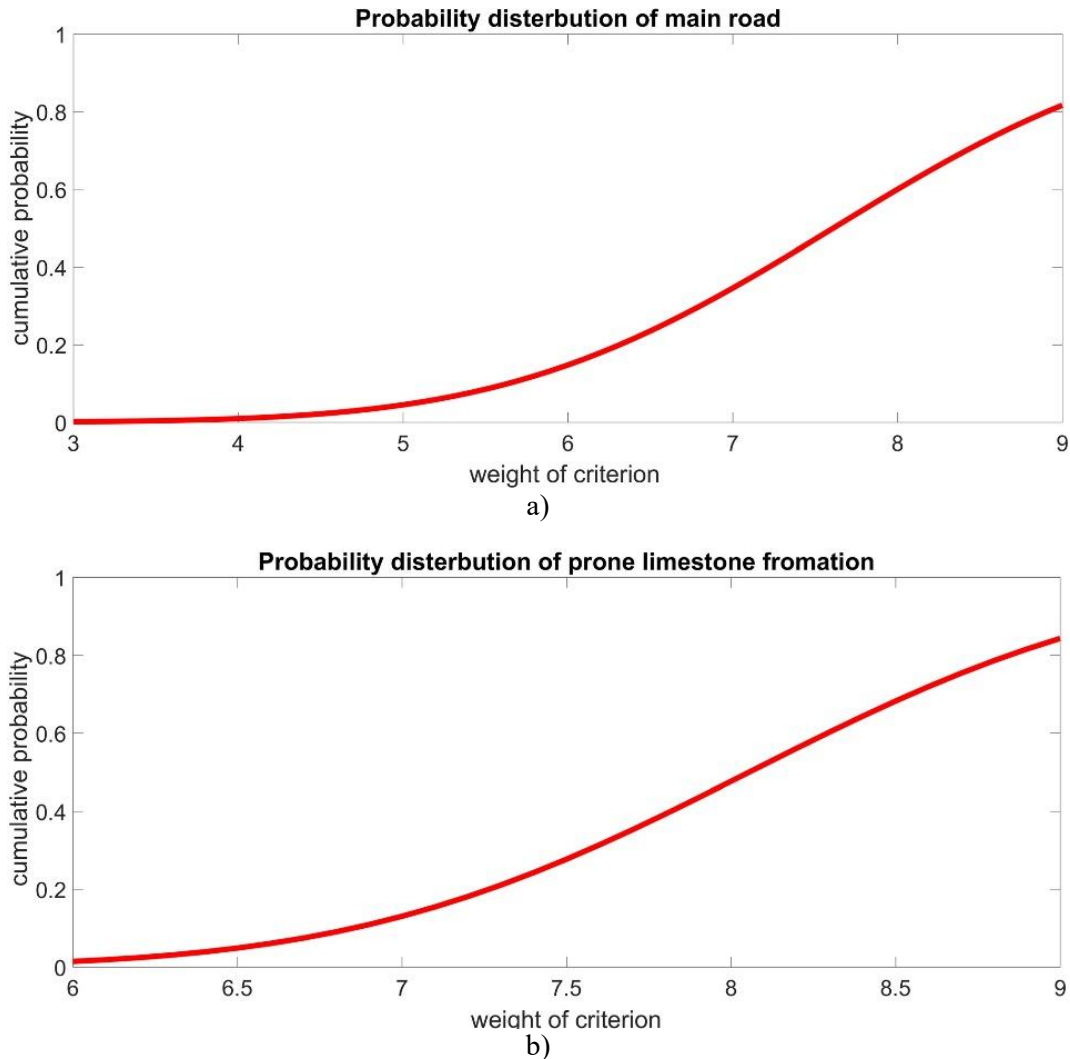 Probability disterbution of main road
1
0.8
0.6
0.4
0.2
0
cumulative probability
3 4 5 6 7 8 9
weight of criterion
a)
Probability disterbution of prone limestone fromation
1
0.8
0.6
0.4
0.2
0
cumulative probability
6 6.5 7 7.5 8 8.5 9
weight of criterion
b)